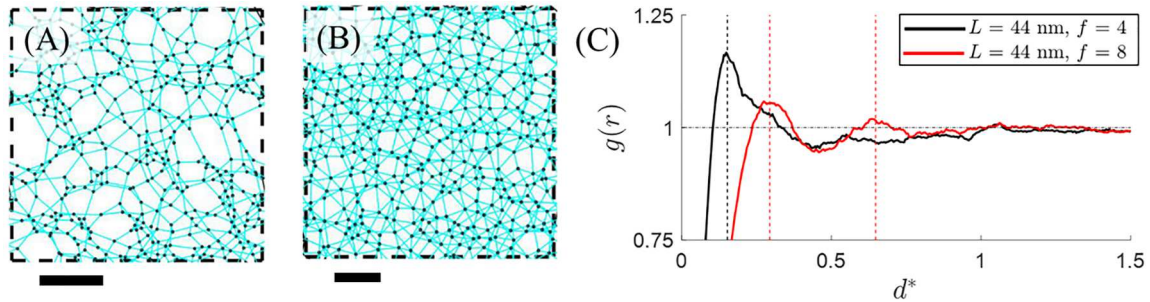 (A)
(B)
(C)
1.25
1
0.75
g(r)
0
0.5
1
1.5
d*
L = 44 nm, f = 4
L = 44 nm, f = 8